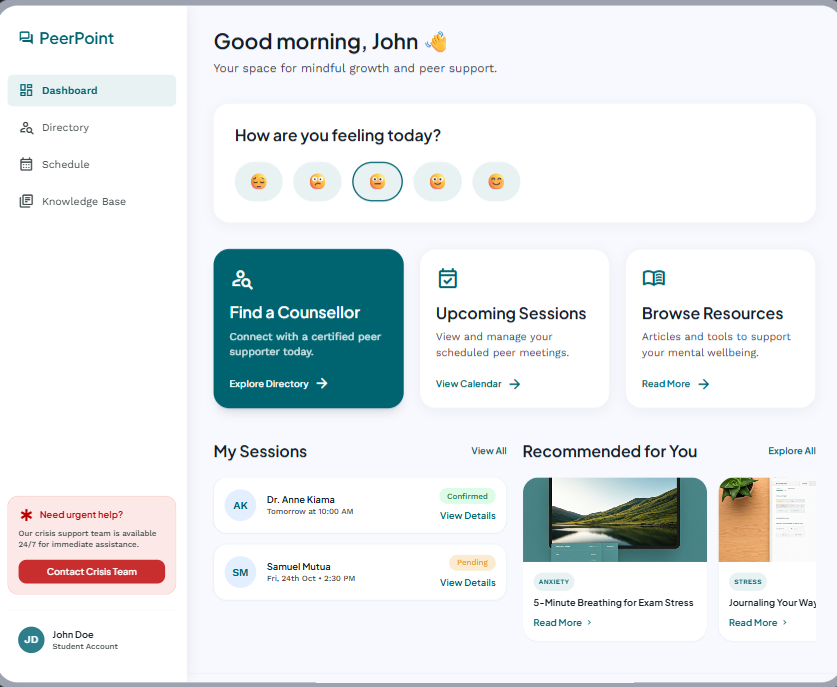 PeerPoint
Dashboard
Directory
Schedule
Knowledge Base
Need urgent help?
Our crisis support team is available
24/7 for immediate assistance.
Contact Crisis Team
JD
John Doe
Student Account
Good morning, John 👋
Your space for mindful growth and peer support.
How are you feeling today?
Find a Counsellor
Connect with a certified peer
supporter today.
Explore Directory →
Upcoming Sessions
View and manage your
scheduled peer meetings.
View Calendar →
Browse Resources
Articles and tools to support
your mental wellbeing.
Read More →
My Sessions
View All
AK
Dr. Anne Kiama
Tomorrow at 10:00 AM
Confirmed
View Details
SM
Samuel Mutua
Fri, 24th Oct • 2:30 PM
Pending
View Details
Recommended for You
Explore All
ANXIETY
5-Minute Breathing for Exam Stress
Read More >
STRESS
Journaling Your Way
Read More >